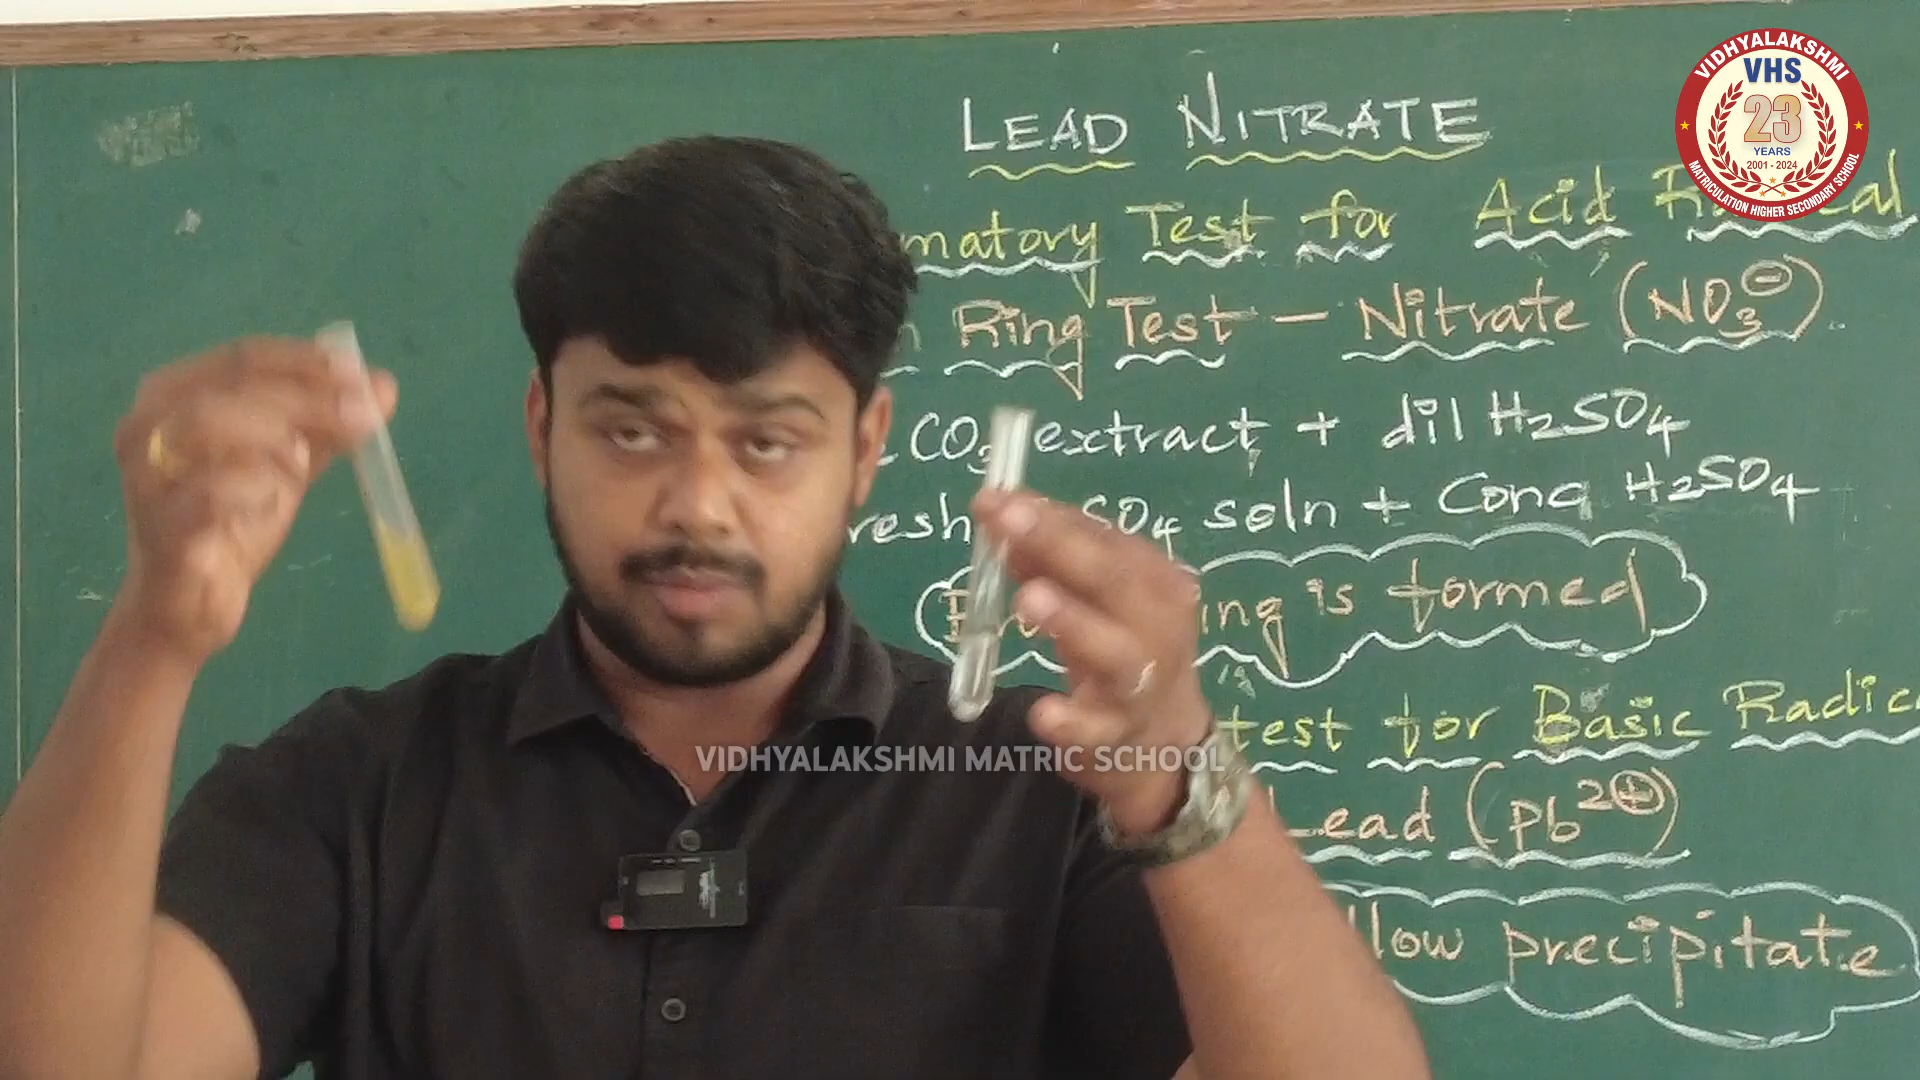 LEAD NITRATE
matory Test for Acid Radical
n Ring Test – Nitrate (NO₃⊖)
CO₃ extract + dil H₂SO₄
resh SO₄ soln + Conc H₂SO₄
ing is formed
test for Basic Radic
Lead (Pb²⊕)
llow precipitate
VIDHYALAKSHMI
VHS
23
YEARS
2001 - 2024
MATRICULATION HIGHER SECONDARY SCHOOL
VIDHYALAKSHMI MATRIC SCHOOL